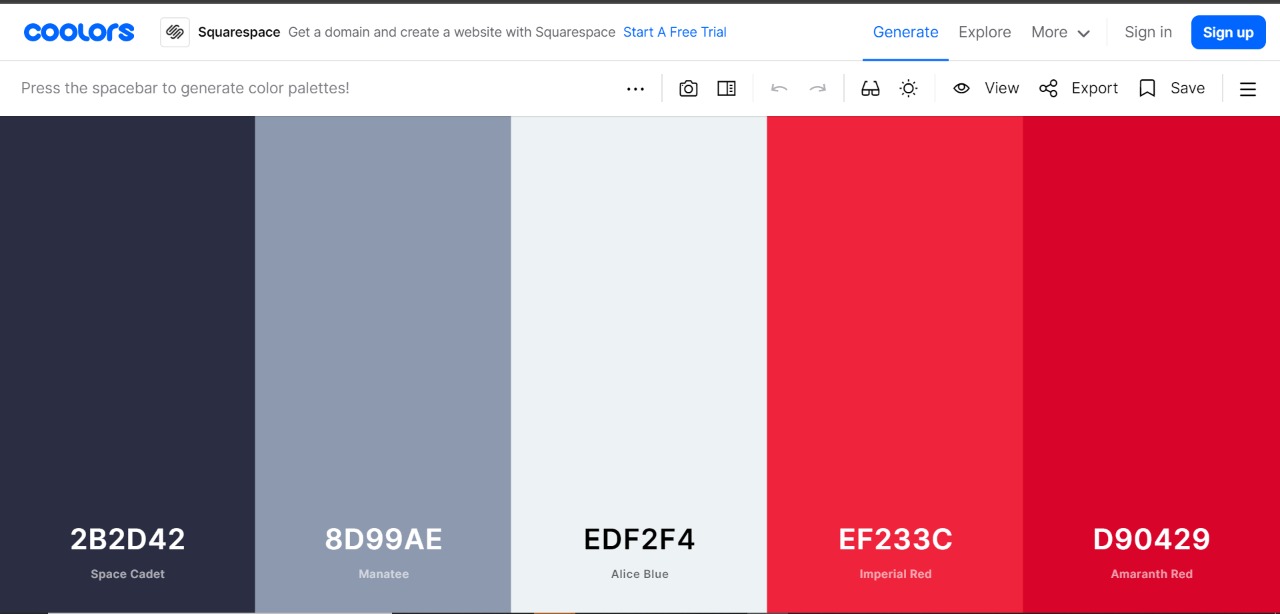 coolors Squarespace Get a domain and create a website with Squarespace Start A Free Trial Generate Explore More Sign in Sign up
Press the spacebar to generate color palettes! View Export Save
2B2D42 8D99AE EDF2F4 EF233C D90429
Space Cadet Manatee Alice Blue Imperial Red Amaranth Red